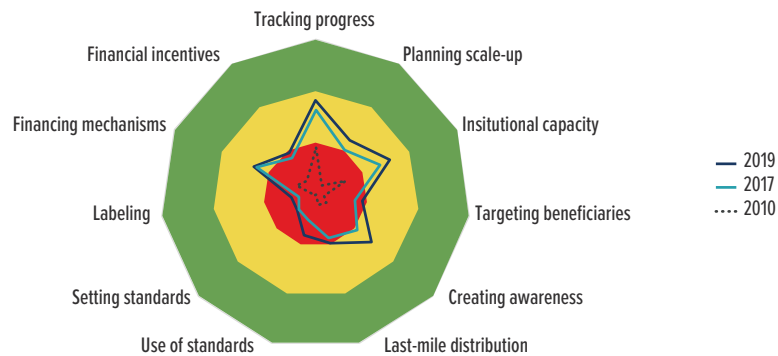 Tracking progress
Financial incentives
Planning scale-up
Financing mechanisms
Insitutional capacity
2019
2017
2010
Labeling
Targeting beneficiaries
Setting standards
Creating awareness
Use of standards
Last-mile distribution